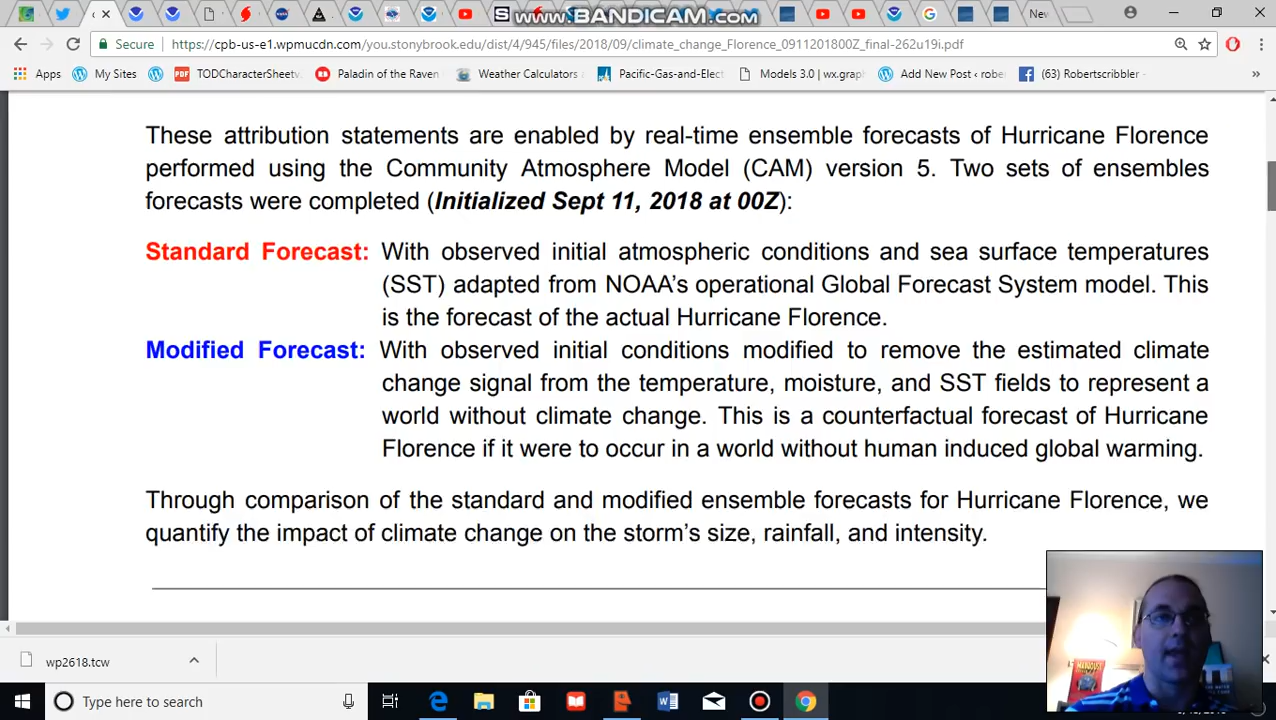 www.BANDICAM.com
Nev
Secure
https://cpb-us-e1.wpmucdn.com/you.stonybrook.edu/dist/4/945/files/2018/09/climate_change_Florence_0911201800Z_final-262u19i.pdf
Apps My Sites TODCharacterSheetv Paladin of the Raven Weather Calculators Pacific-Gas-and-Elect Models 3.0 | wx.graph Add New Post ‹ robe (63) Robertscribbler
These attribution statements are enabled by real-time ensemble forecasts of Hurricane Florence
performed using the Community Atmosphere Model (CAM) version 5. Two sets of ensembles
forecasts were completed (Initialized Sept 11, 2018 at 00Z):
Standard Forecast: With observed initial atmospheric conditions and sea surface temperatures
(SST) adapted from NOAA's operational Global Forecast System model. This
is the forecast of the actual Hurricane Florence.
Modified Forecast: With observed initial conditions modified to remove the estimated climate
change signal from the temperature, moisture, and SST fields to represent a
world without climate change. This is a counterfactual forecast of Hurricane
Florence if it were to occur in a world without human induced global warming.
Through comparison of the standard and modified ensemble forecasts for Hurricane Florence, we
quantify the impact of climate change on the storm's size, rainfall, and intensity.
wp2618.tcw
Type here to search